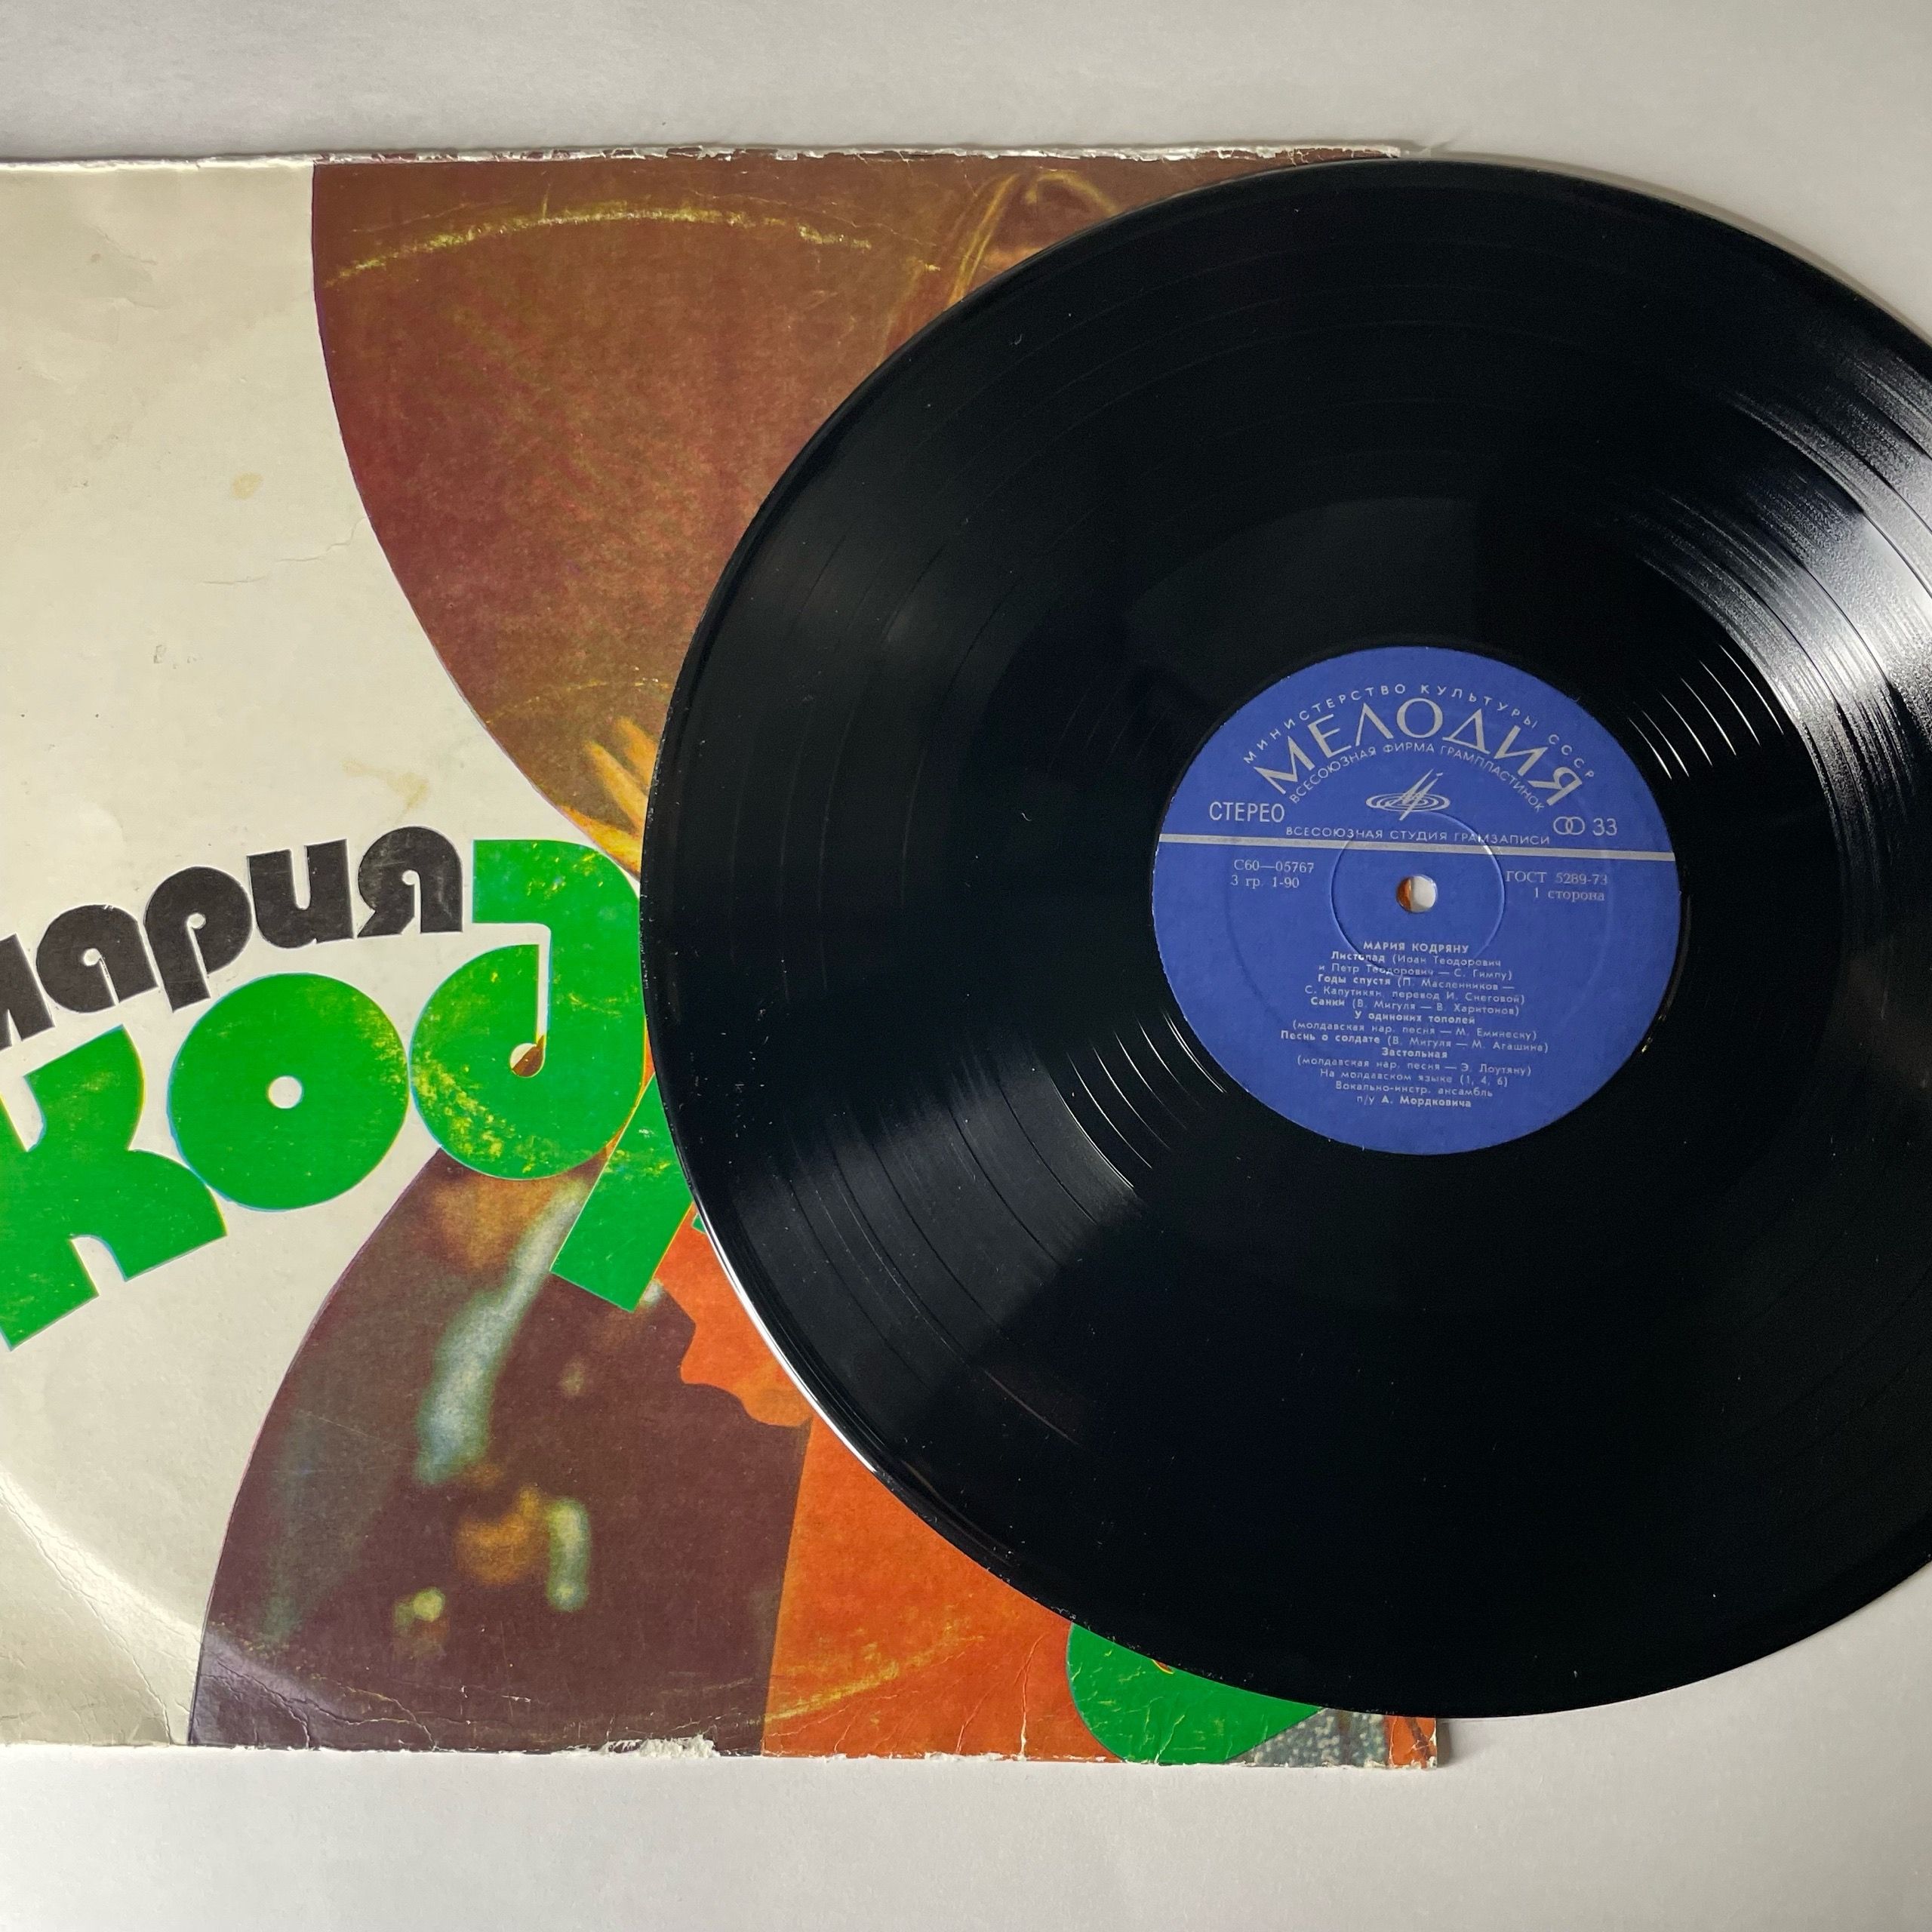 мария
код
МИНИСТЕРСТВО КУЛЬТУРЫ СССР
МЕЛОДИЯ
ВСЕСОЮЗНАЯ ФИРМА ГРАМПЛАСТИНОК
СТЕРЕО
33
ВСЕСОЮЗНАЯ СТУДИЯ ГРАМЗАПИСИ
С60—05767
3 гр. 1-90
ГОСТ 5289-73
1 сторона
МАРИЯ КОДРЯНУ
Листопад (Иоан Теодорович
и Петр Теодорович — С. Гимпу)
Годы спустя (П. Масленников —
С. Капутикян, перевод И. Снеговой)
Санки (В. Мигуля — В. Харитонов)
У одиноких тополей
(молдавская нар. песня — М. Еминеску)
Песнь о солдате (В. Мигуля — М. Агашина)
Застольная
(молдавская нар. песня — Э. Лоутяну)
На молдавском языке (1, 4, 6)
Вокально-инстр. ансамбль
п/у А. Мордковича